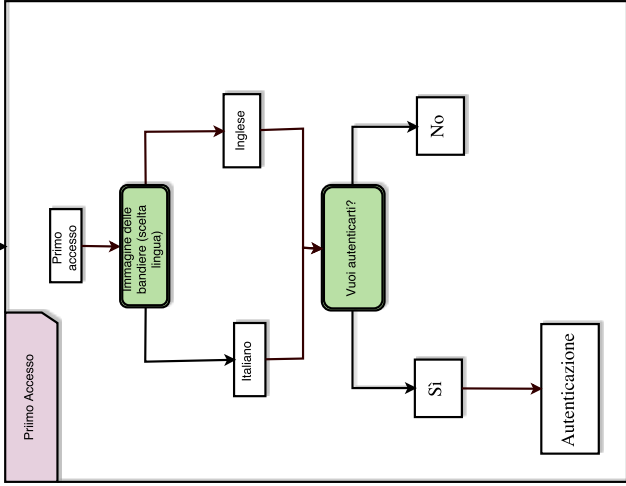 Priimo Accesso
Primo
accesso
Immagine delle
bandiere (scelta
lingua)
Italiano
Inglese
Vuoi autenticarti?
Sì
No
Autenticazione